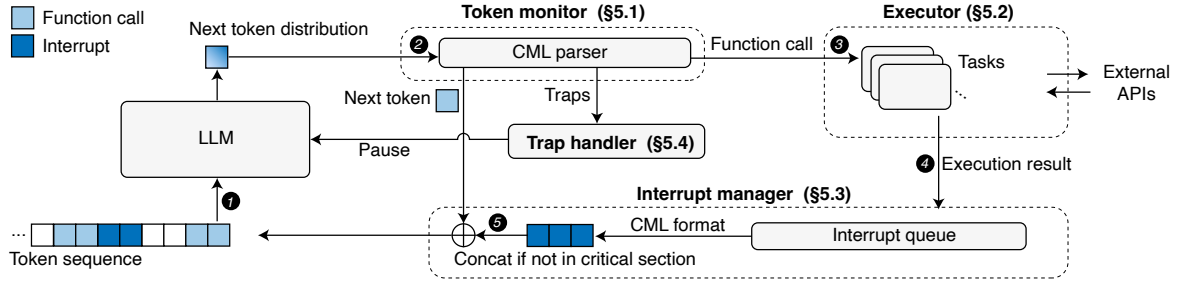 Function call
Interrupt
Next token distribution
Token monitor (§5.1)
Executor (§5.2)
2
CML parser
Function call
3
Tasks
...
External
APIs
Next token
Traps
LLM
Pause
Trap handler (§5.4)
4
Execution result
1
Interrupt manager (§5.3)
...
5
CML format
Interrupt queue
Token sequence
Concat if not in critical section